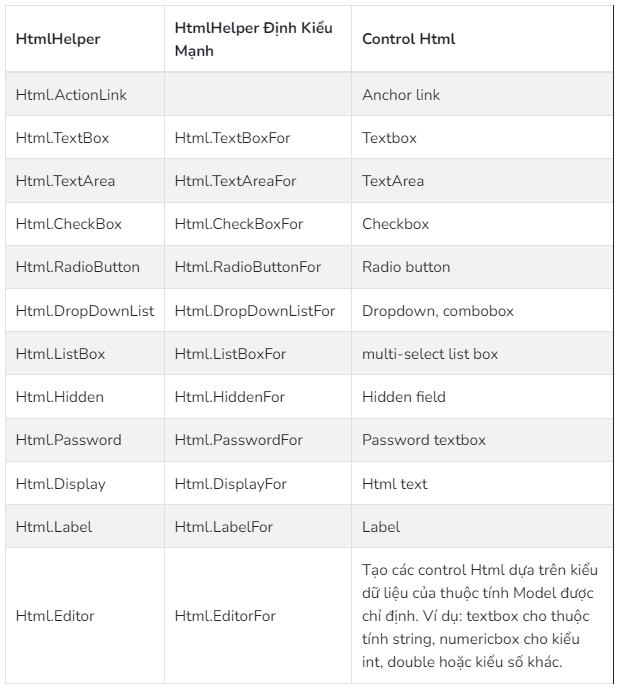 HtmlHelper
HtmlHelper Định Kiểu
Mạnh
Control Html
Html.ActionLink
Anchor link
Html.TextBox
Html.TextBoxFor
Textbox
Html.TextArea
Html.TextAreaFor
TextArea
Html.CheckBox
Html.CheckBoxFor
Checkbox
Html.RadioButton
Html.RadioButtonFor
Radio button
Html.DropDownList
Html.DropDownListFor
Dropdown, combobox
Html.ListBox
Html.ListBoxFor
multi-select list box
Html.Hidden
Html.HiddenFor
Hidden field
Html.Password
Html.PasswordFor
Password textbox
Html.Display
Html.DisplayFor
Html text
Html.Label
Html.LabelFor
Label
Html.Editor
Html.EditorFor
Tạo các control Html dựa trên kiểu
dữ liệu của thuộc tính Model được
chỉ định. Ví dụ: textbox cho thuộc
tính string, numericbox cho kiểu
int, double hoặc kiểu số khác.